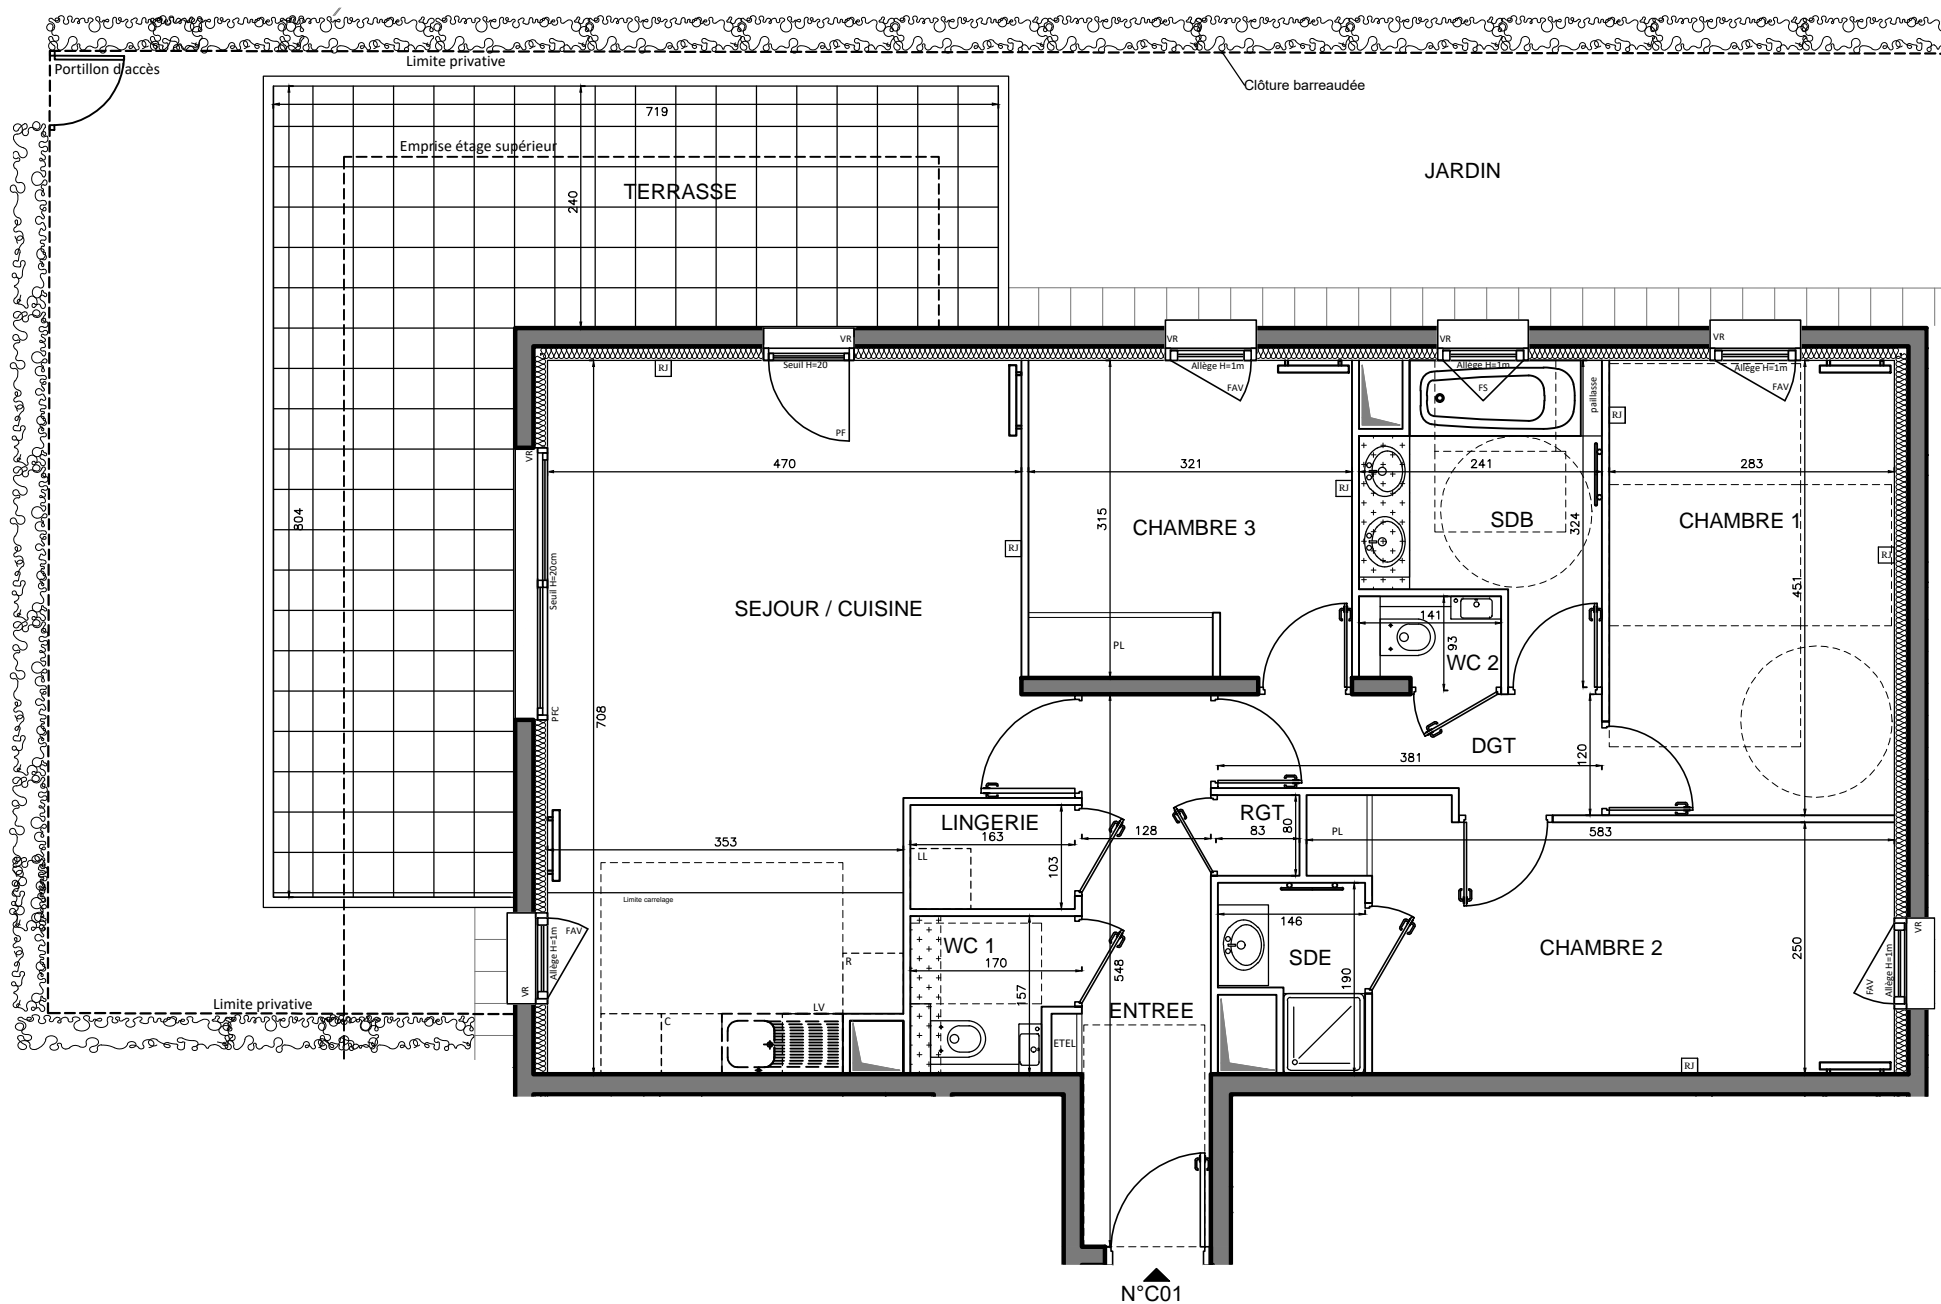 Portillon d'accès
Limite privative
Clôture barreaudée
719
Emprise étage supérieur
TERRASSE
240
JARDIN
VR
VR
VR
VR
Seuil H=20
Allège H=1m
Allège H=1m
Allège H=1m
RJ
FAV
FS
paillasse
FAV
RJ
PF
VR
470
321
241
283
RJ
804
315
CHAMBRE 3
324
SDB
CHAMBRE 1
RJ
RJ
Seuil H=20cm
451
SEJOUR / CUISINE
141
93
PL
WC 2
PFC
708
DGT
120
381
LINGERIE
163
128
RGT
83
80
PL
583
353
LL
103
Limite carrelage
146
FAV
Allège H=1m
VR
WC 1
170
R
548
SDE
190
CHAMBRE 2
250
VR
FAV
Allège H=1m
157
Limite privative
C
LV
ENTREE
ETEL
RJ
N°C01